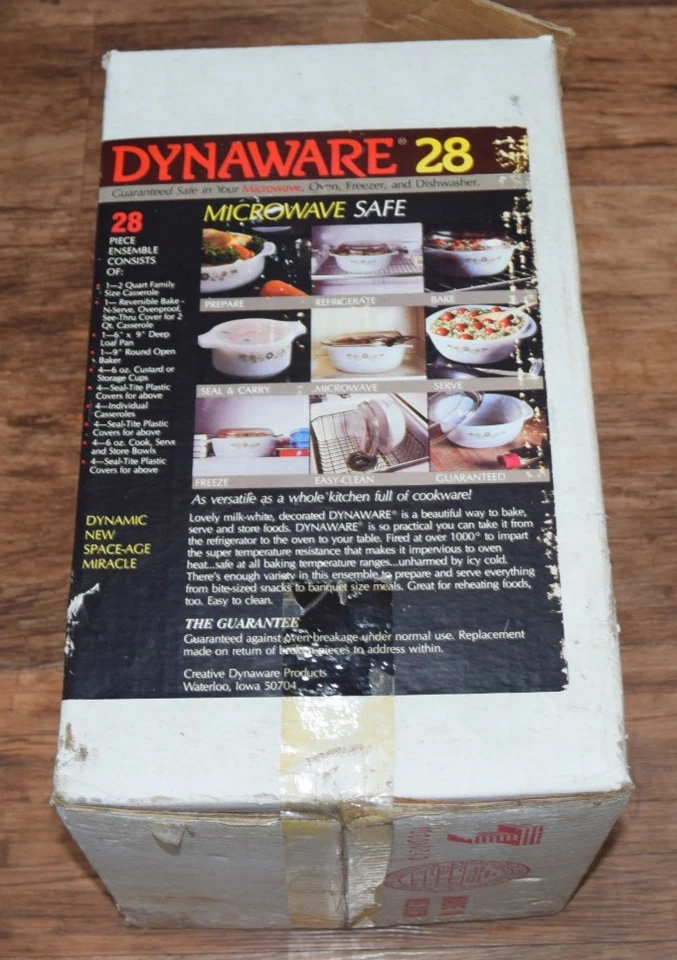 DYNAWARE® 28
Guaranteed Safe in Your Microwave, Oven, Freezer, and Dishwasher.
MICROWAVE SAFE
28
PIECE
ENSEMBLE
CONSISTS
OF:
• 1—2 Quart Family
Size Casserole
• 1— Reversible Bake-
N-Serve, Ovenproof,
See-Thru Cover for 2
Qt. Casserole
• 1—6" x 9" Deep
Loaf Pan
• 1—9" Round Open
Baker
• 4—6 oz. Custard or
Storage Cups
• 4—Seal-Tite Plastic
Covers for above
• 4—Individual
Casseroles
• 4—Seal-Tite Plastic
Covers for above
• 4—6 oz. Cook, Serve
and Store Bowls
• 4—Seal-Tite Plastic
Covers for above
PREPARE
REFRIGERATE
BAKE
SEAL & CARRY
MICROWAVE
SERVE
FREEZE
EASY-CLEAN
GUARANTEED
As versatile as a whole kitchen full of cookware!
DYNAMIC
NEW
SPACE-AGE
MIRACLE
Lovely milk-white, decorated DYNAWARE® is a beautiful way to bake,
serve and store foods. DYNAWARE® is so practical you can take it from
the refrigerator to the oven to your table. Fired at over 1000° to impart
the super temperature resistance that makes it impervious to oven
heat...safe at all baking temperature ranges...unharmed by icy cold.
There's enough variety in this ensemble to prepare and serve everything
from bite-sized snacks to banquet size meals. Great for reheating foods,
too. Easy to clean.
THE GUARANTEE
Guaranteed against oven breakage under normal use. Replacement
made on return of broken pieces to address within.
Creative Dynaware Products
Waterloo, Iowa 50704